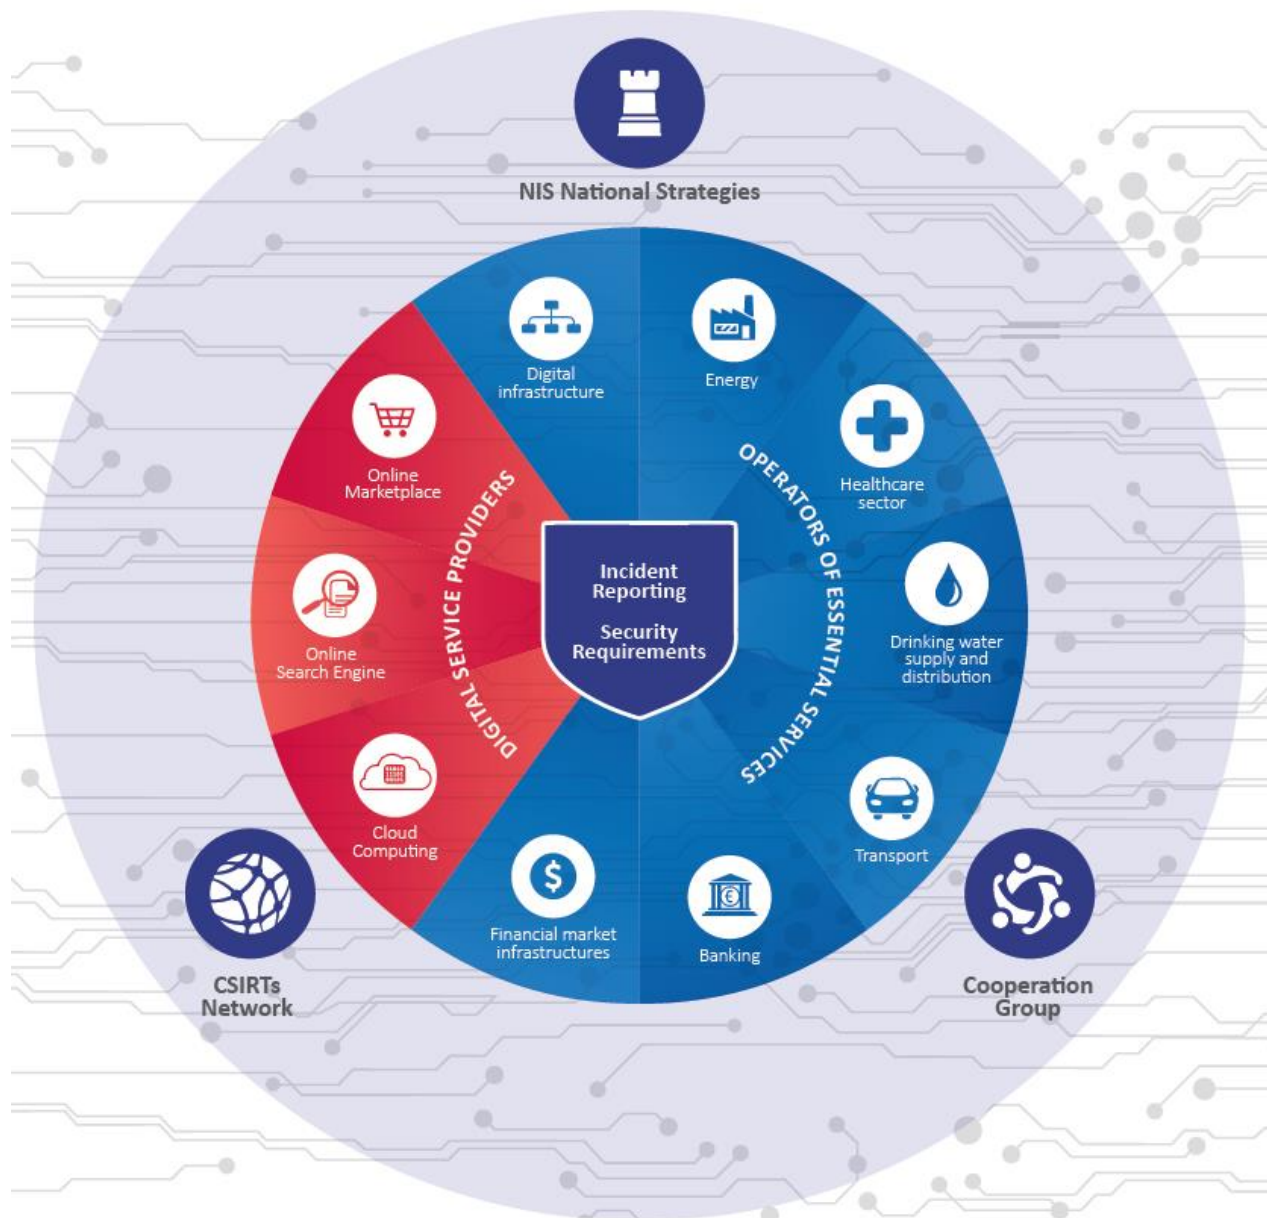 NIS National Strategies
Digital
infrastructure
Energy
Online
Marketplace
Healthcare
sector
DIGITAL SERVICE PROVIDERS
OPERATORS OF ESSENTIAL SERVICES
Incident
Reporting
Security
Requirements
Online
Search Engine
Drinking water
supply and
distribution
Cloud
Computing
Transport
$
Financial market
infrastructures
€
Banking
CSIRTs
Network
Cooperation
Group